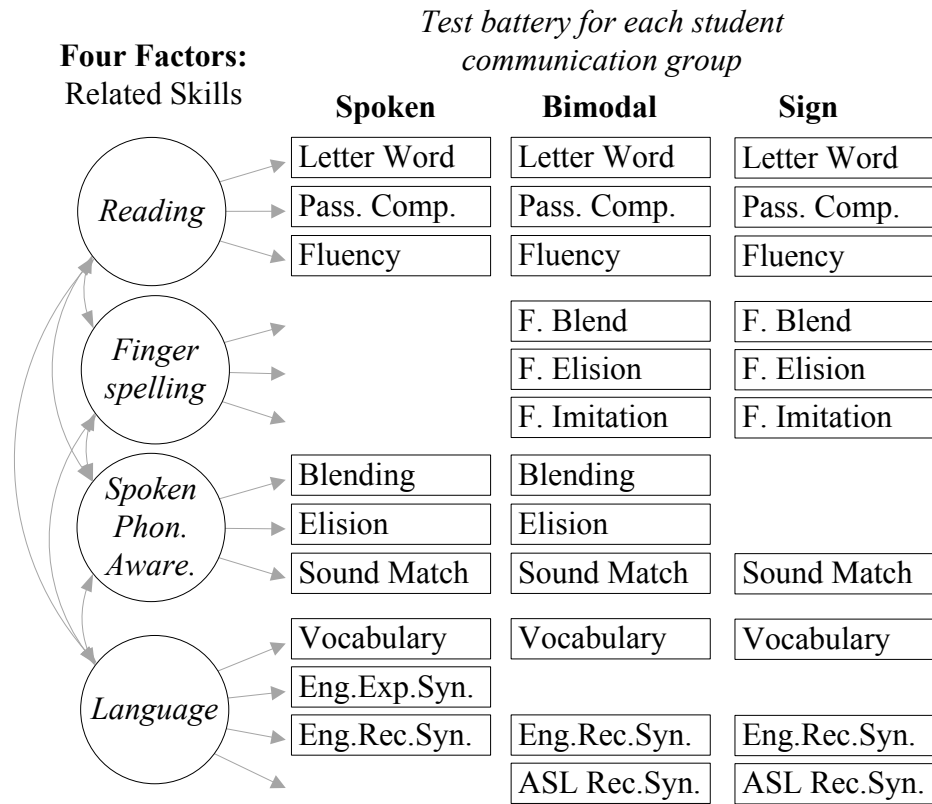 Test battery for each student
communication group
Four Factors:
Related Skills
Spoken Bimodal Sign
Reading
Letter Word Letter Word Letter Word
Pass. Comp. Pass. Comp. Pass. Comp.
Fluency Fluency Fluency
Finger
spelling
F. Blend F. Blend
F. Elision F. Elision
F. Imitation F. Imitation
Spoken
Phon.
Aware.
Blending Blending
Elision Elision
Sound Match Sound Match Sound Match
Language
Vocabulary Vocabulary Vocabulary
Eng.Exp.Syn.
Eng.Rec.Syn. Eng.Rec.Syn. Eng.Rec.Syn.
ASL Rec.Syn. ASL Rec.Syn.